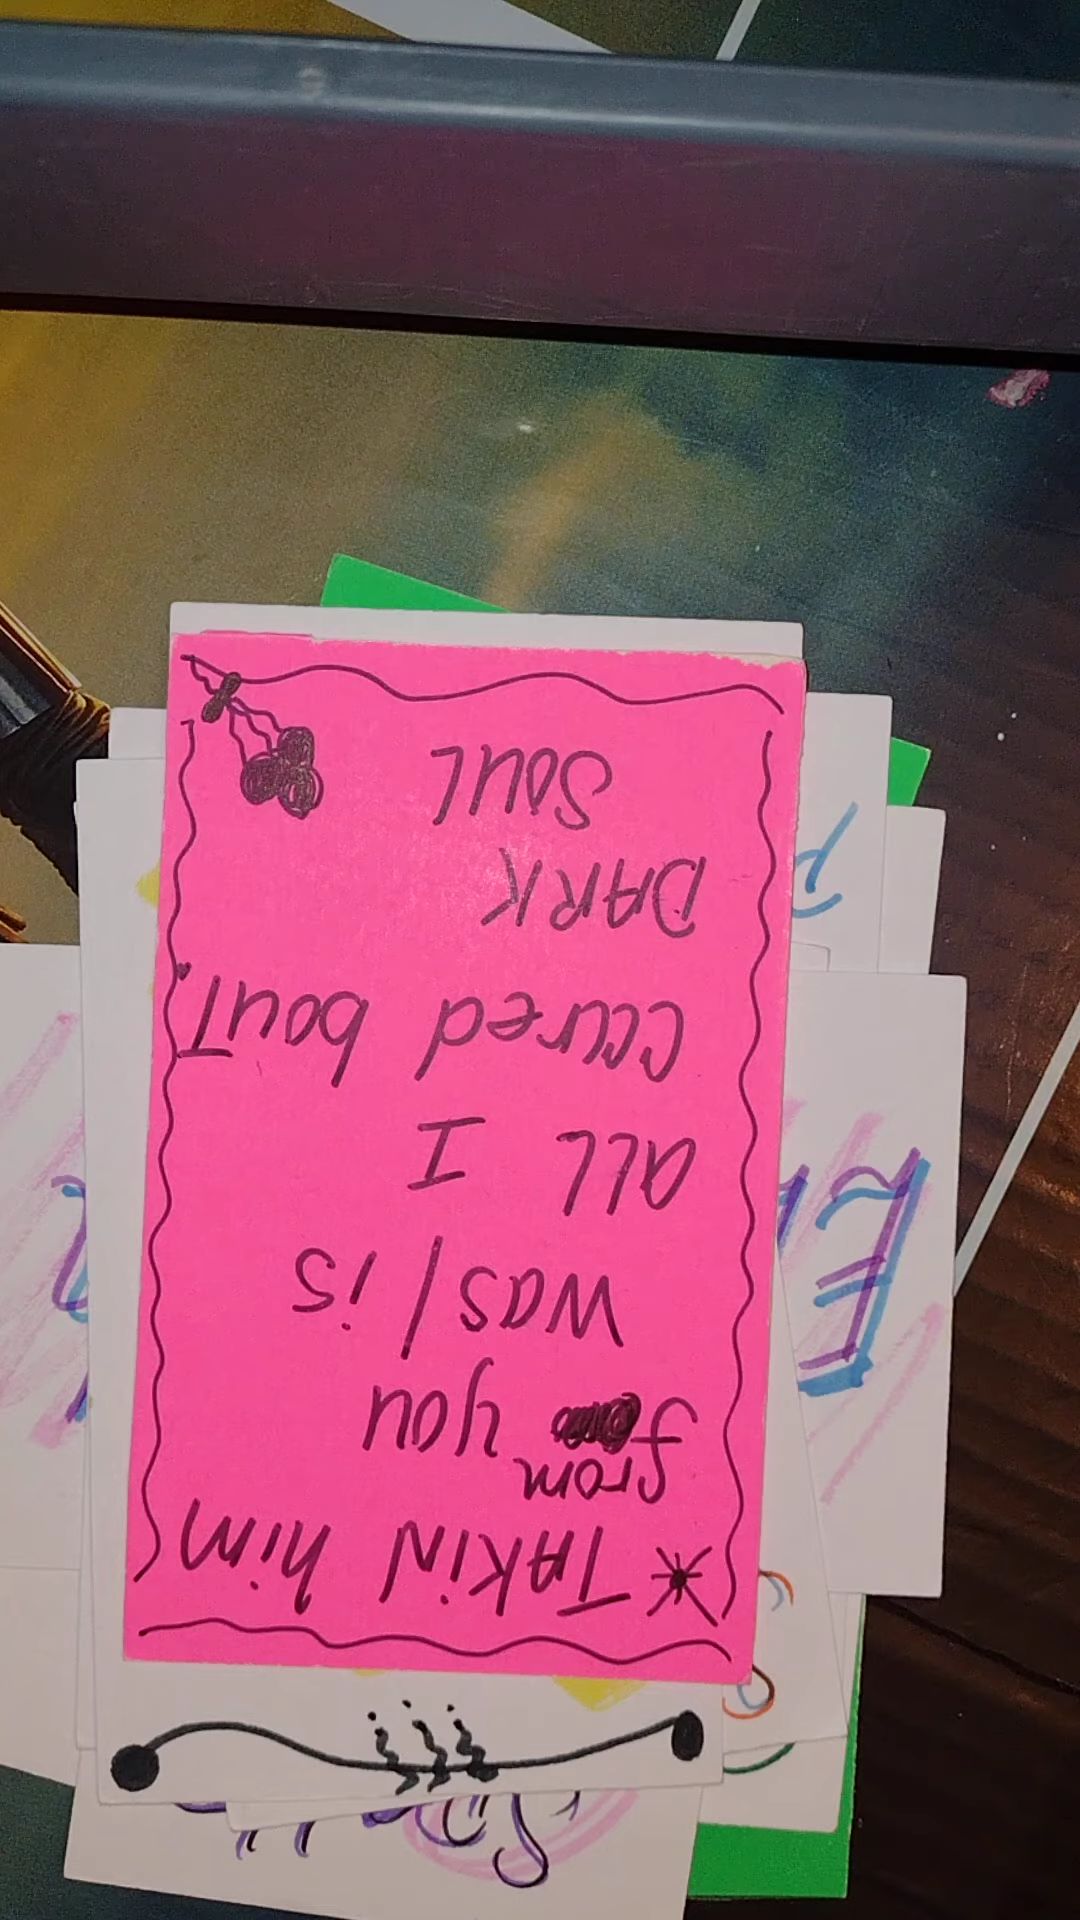 TAKiN him
from
f you
was/is
aLL I
cared bout.
DARK
SOUL